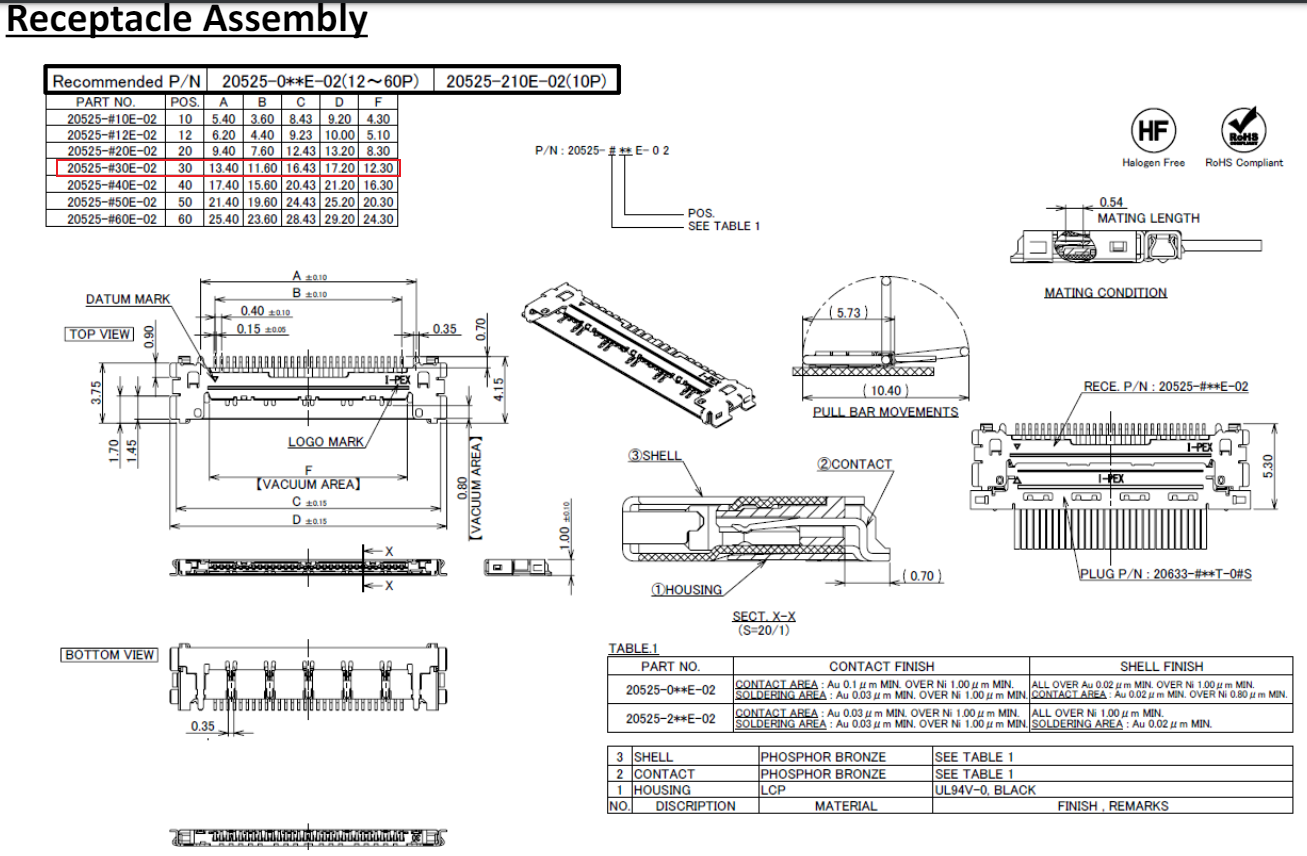 Receptacle Assembly
Recommended P/N 20525-0**E-02(12～60P) 20525-210E-02(10P)
PART NO. POS. A B C D F
20525-#10E-02 10 5.40 3.60 8.43 9.20 4.30
20525-#12E-02 12 6.20 4.40 9.23 10.00 5.10
20525-#20E-02 20 9.40 7.60 12.43 13.20 8.30
20525-#30E-02 30 13.40 11.60 16.43 17.20 12.30
20525-#40E-02 40 17.40 15.60 20.43 21.20 16.30
20525-#50E-02 50 21.40 19.60 24.43 25.20 20.30
20525-#60E-02 60 25.40 23.60 28.43 29.20 24.30
P/N : 20525- # ** E- 0 2
POS.
SEE TABLE 1
HF
Halogen Free
RoHS
COMPLIANT
RoHS Compliant
0.54
MATING LENGTH
MATING CONDITION
A ±0.10
B ±0.10
DATUM MARK
0.40 ±0.10
0.15 ±0.05
TOP VIEW
0.90
0.35
0.70
I-PEX
3.75
4.15
1.70
1.45
LOGO MARK
F
【VACUUM AREA】
0.80
【VACUUM AREA】
C ±0.15
D ±0.15
( 5.73 )
( 10.40 )
PULL BAR MOVEMENTS
RECE. P/N : 20525-#**E-02
I-PEX
I-PEX
5.30
PLUG P/N : 20633-#**T-0#S
③SHELL
②CONTACT
①HOUSING
( 0.70 )
SECT. X-X
(S=20/1)
X
X
1.00 ±0.10
BOTTOM VIEW
0.35
TABLE.1
PART NO. CONTACT FINISH SHELL FINISH
20525-0**E-02 CONTACT AREA : Au 0.1 μ m MIN. OVER Ni 1.00 μ m MIN. ALL OVER Au 0.02 μ m MIN. OVER Ni 1.00 μ m MIN.
SOLDERING AREA : Au 0.03 μ m MIN. OVER Ni 1.00 μ m MIN. CONTACT AREA : Au 0.02 μ m MIN. OVER Ni 0.80 μ m MIN.
20525-2**E-02 CONTACT AREA : Au 0.03 μ m MIN. OVER Ni 1.00 μ m MIN. ALL OVER Ni 1.00 μ m MIN.
SOLDERING AREA : Au 0.03 μ m MIN. OVER Ni 1.00 μ m MIN. SOLDERING AREA : Au 0.02 μ m MIN.
3 SHELL PHOSPHOR BRONZE SEE TABLE 1
2 CONTACT PHOSPHOR BRONZE SEE TABLE 1
1 HOUSING LCP UL94V-0, BLACK
NO. DISCRIPTION MATERIAL FINISH , REMARKS